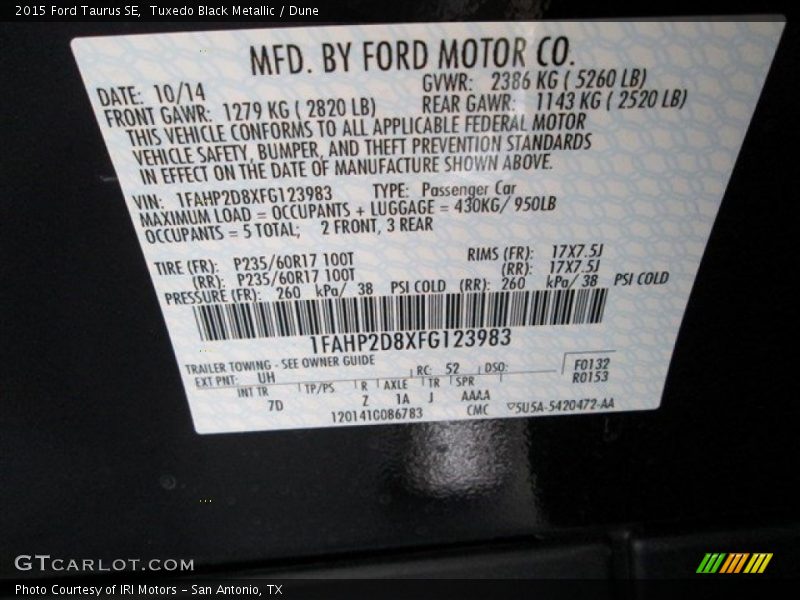 2015 Ford Taurus SE, Tuxedo Black Metallic / Dune
MFD. BY FORD MOTOR CO.
DATE: 10/14 GVWR: 2386 KG ( 5260 LB)
FRONT GAWR: 1279 KG ( 2820 LB) REAR GAWR: 1143 KG ( 2520 LB)
THIS VEHICLE CONFORMS TO ALL APPLICABLE FEDERAL MOTOR
VEHICLE SAFETY, BUMPER, AND THEFT PREVENTION STANDARDS
IN EFFECT ON THE DATE OF MANUFACTURE SHOWN ABOVE.
VIN: 1FAHP2D8XFG123983 TYPE: Passenger Car
MAXIMUM LOAD = OCCUPANTS + LUGGAGE = 430KG/ 950LB
OCCUPANTS = 5 TOTAL; 2 FRONT, 3 REAR
TIRE (FR): P235/60R17 100T RIMS (FR): 17X7.5J
(RR): P235/60R17 100T (RR): 17X7.5J
PRESSURE (FR): 260 kPa/ 38 PSI COLD (RR): 260 kPa/ 38 PSI COLD
1FAHP2D8XFG123983
TRAILER TOWING - SEE OWNER GUIDE
EXT PNT: UH RC: 52 DSO: F0132
R0153
INT TR TP/PS R AXLE TR SPR
7D Z 1A J AAAA
120141006783 CMC ▽5U5A-5420472-AA
GTCARLOT.COM
Photo Courtesy of IRI Motors – San Antonio, TX